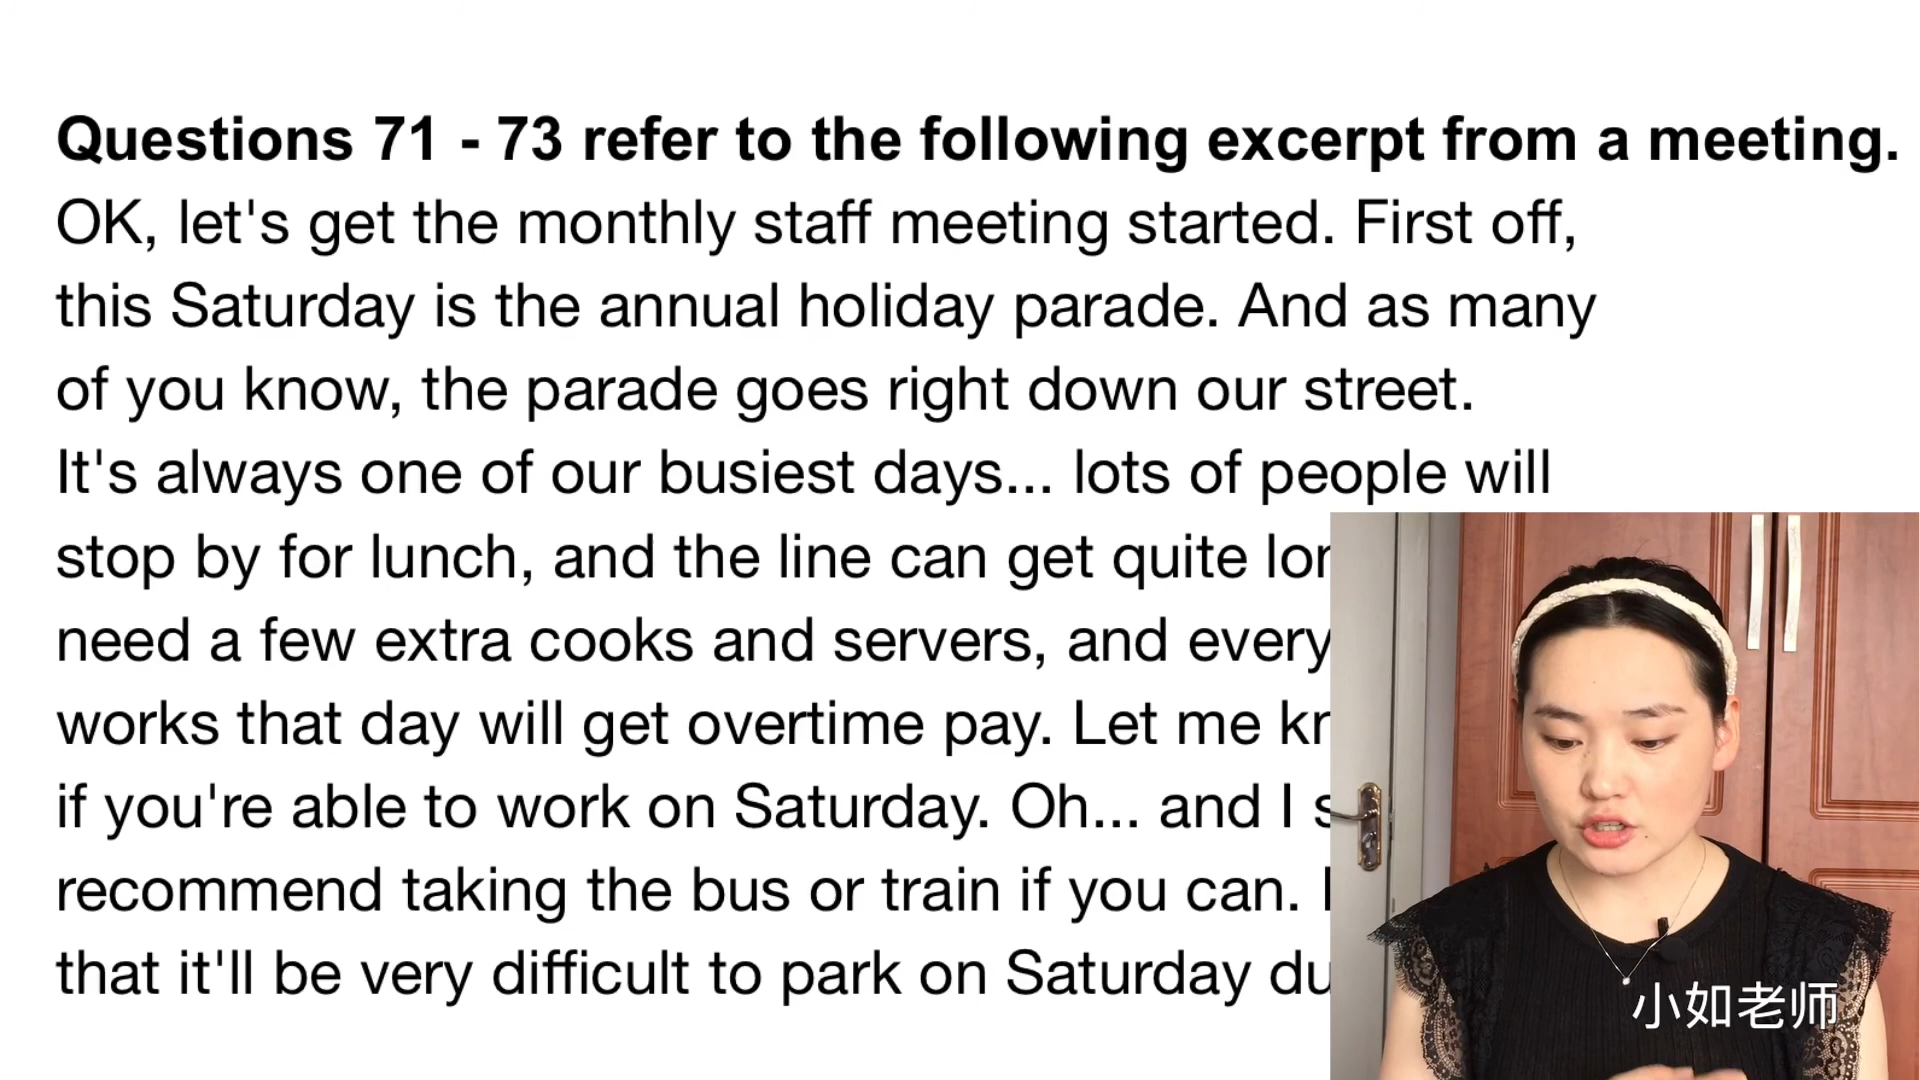 Questions 71 - 73 refer to the following excerpt from a meeting.
OK, let's get the monthly staff meeting started. First off,
this Saturday is the annual holiday parade. And as many
of you know, the parade goes right down our street.
It's always one of our busiest days... lots of people will
stop by for lunch, and the line can get quite
need a few extra cooks and servers, and every
works that day will get overtime pay. Let me
if you're able to work on Saturday. Oh... and I
recommend taking the bus or train if you can.
that it'll be very difficult to park on Saturday
小如老师